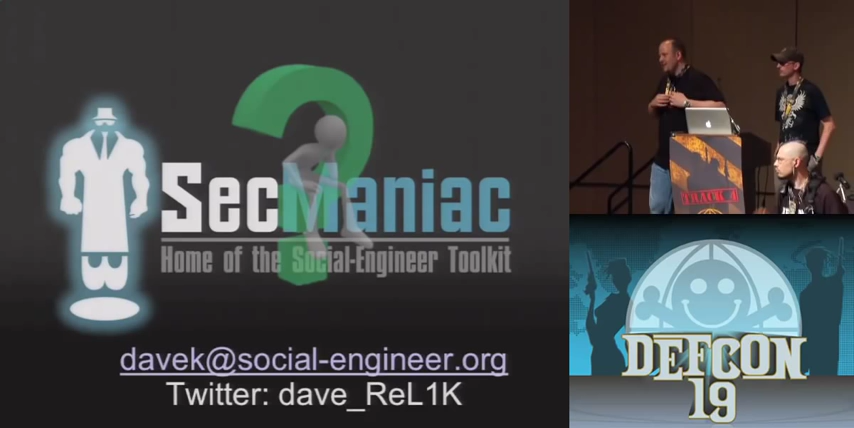 SecManiac
Home of the Social-Engineer Toolkit
davek@social-engineer.org
Twitter: dave_ReL1K
TRACK 4
DEFCON
19